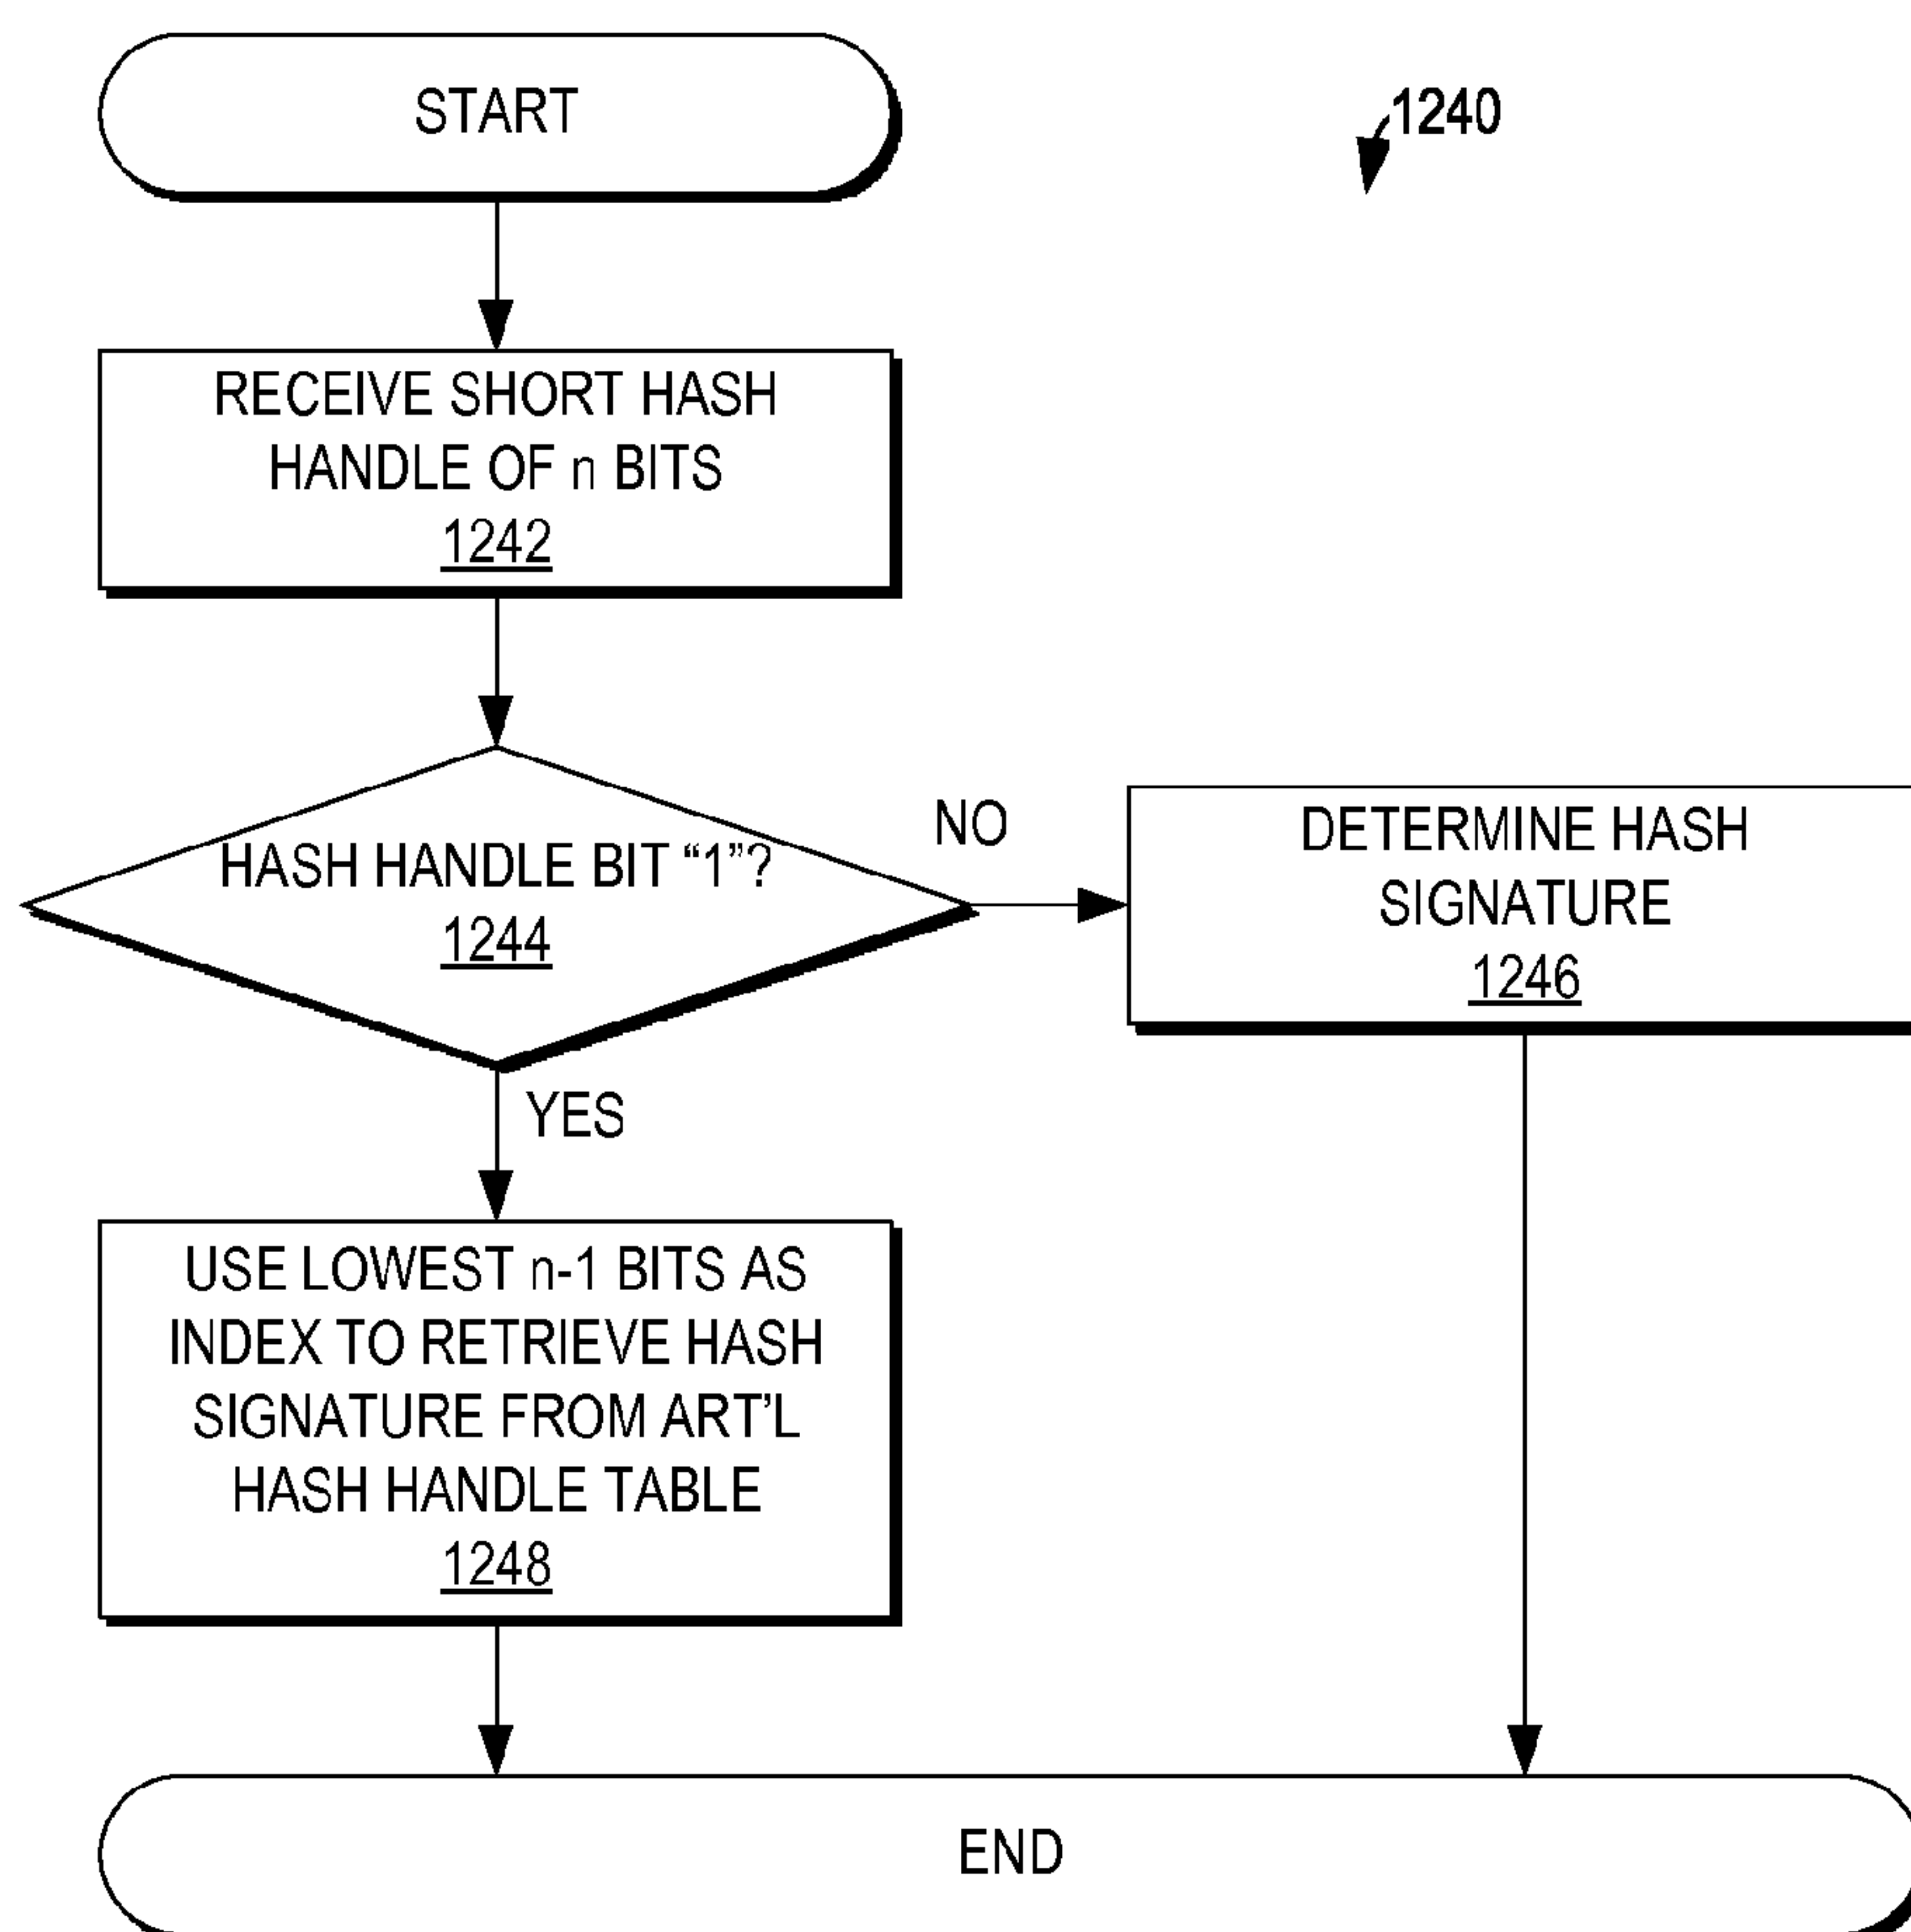 START
1240
RECEIVE SHORT HASH
HANDLE OF n BITS
1242
HASH HANDLE BIT “1”?
1244
NO
DETERMINE HASH
SIGNATURE
1246
YES
USE LOWEST n-1 BITS AS
INDEX TO RETRIEVE HASH
SIGNATURE FROM ART’L
HASH HANDLE TABLE
1248
END